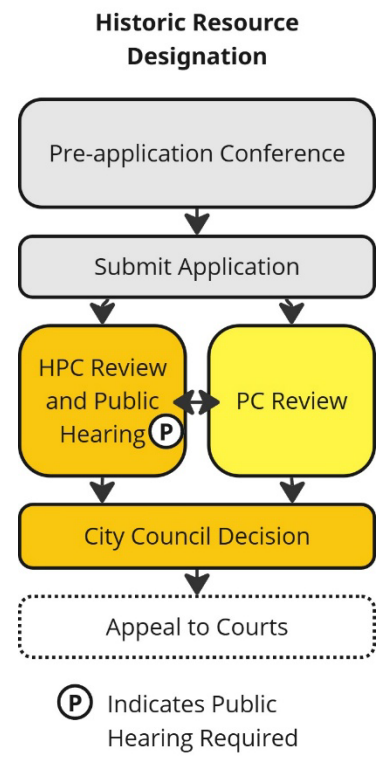 Historic Resource
Designation
Pre-application Conference
Submit Application
HPC Review
and Public
Hearing P
PC Review
City Council Decision
Appeal to Courts
P Indicates Public
Hearing Required